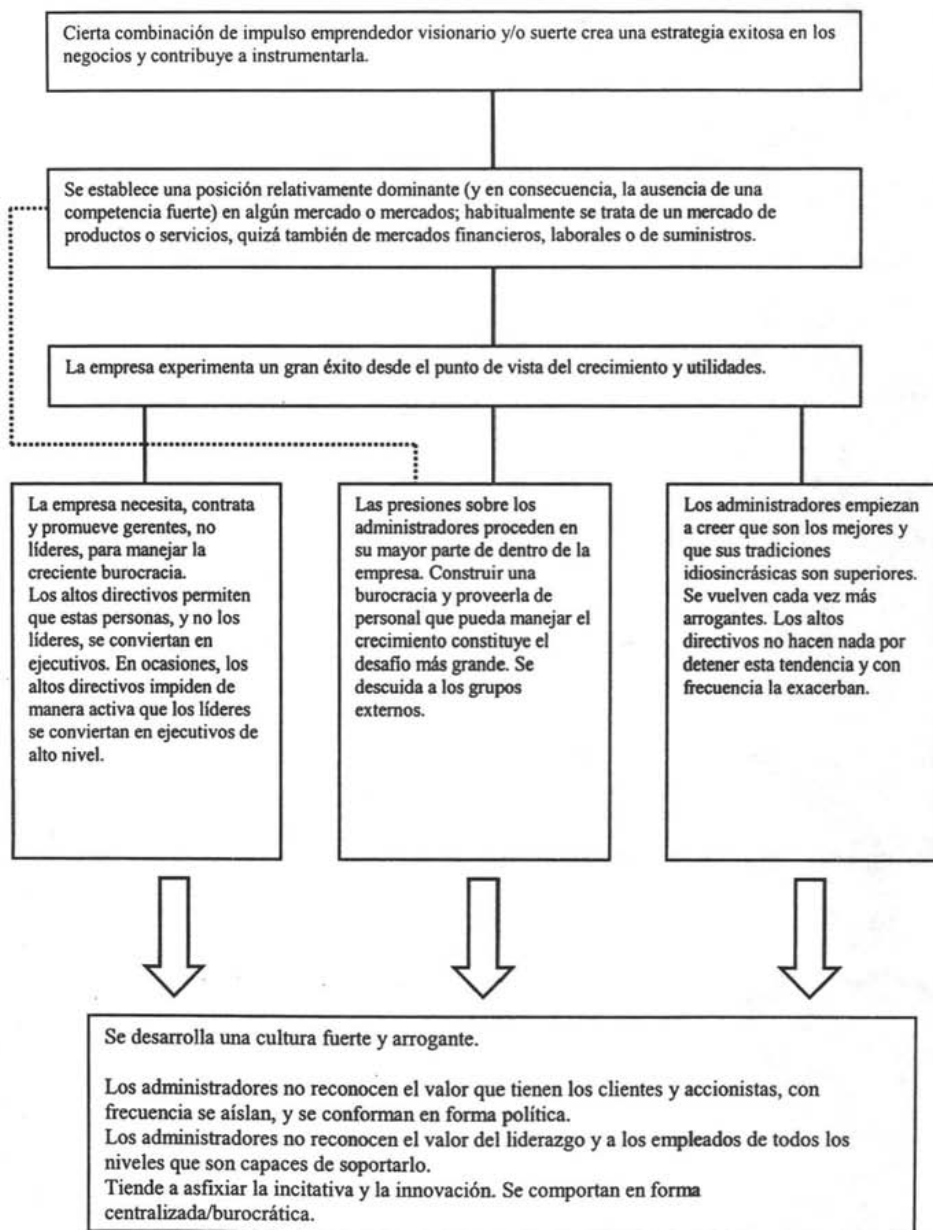 Cierta combinación de impulso emprendedor visionario y/o suerte crea una estrategia exitosa en los
negocios y contribuye a instrumentarla.
Se establece una posición relativamente dominante (y en consecuencia, la ausencia de una
competencia fuerte) en algún mercado o mercados; habitualmente se trata de un mercado de
productos o servicios, quizá también de mercados financieros, laborales o de suministros.
La empresa experimenta un gran éxito desde el punto de vista del crecimiento y utilidades.
La empresa necesita, contrata
y promueve gerentes, no
líderes, para manejar la
creciente burocracia.
Los altos directivos permiten
que estas personas, y no los
líderes, se conviertan en
ejecutivos. En ocasiones, los
altos directivos impiden de
manera activa que los líderes
se conviertan en ejecutivos de
alto nivel.
Las presiones sobre los
administradores proceden en
su mayor parte de dentro de la
empresa. Construir una
burocracia y proveerla de
personal que pueda manejar el
crecimiento constituye el
desafío más grande. Se
descuida a los grupos
externos.
Los administradores empiezan
a creer que son los mejores y
que sus tradiciones
idiosincrásicas son superiores.
Se vuelven cada vez más
arrogantes. Los altos
directivos no hacen nada por
detener esta tendencia y con
frecuencia la exacerban.
Se desarrolla una cultura fuerte y arrogante.
Los administradores no reconocen el valor que tienen los clientes y accionistas, con
frecuencia se aíslan, y se conforman en forma política.
Los administradores no reconocen el valor del liderazgo y a los empleados de todos los
niveles que son capaces de soportarlo.
Tiende a asfixiar la incitativa y la innovación. Se comportan en forma
centralizada/burocrática.